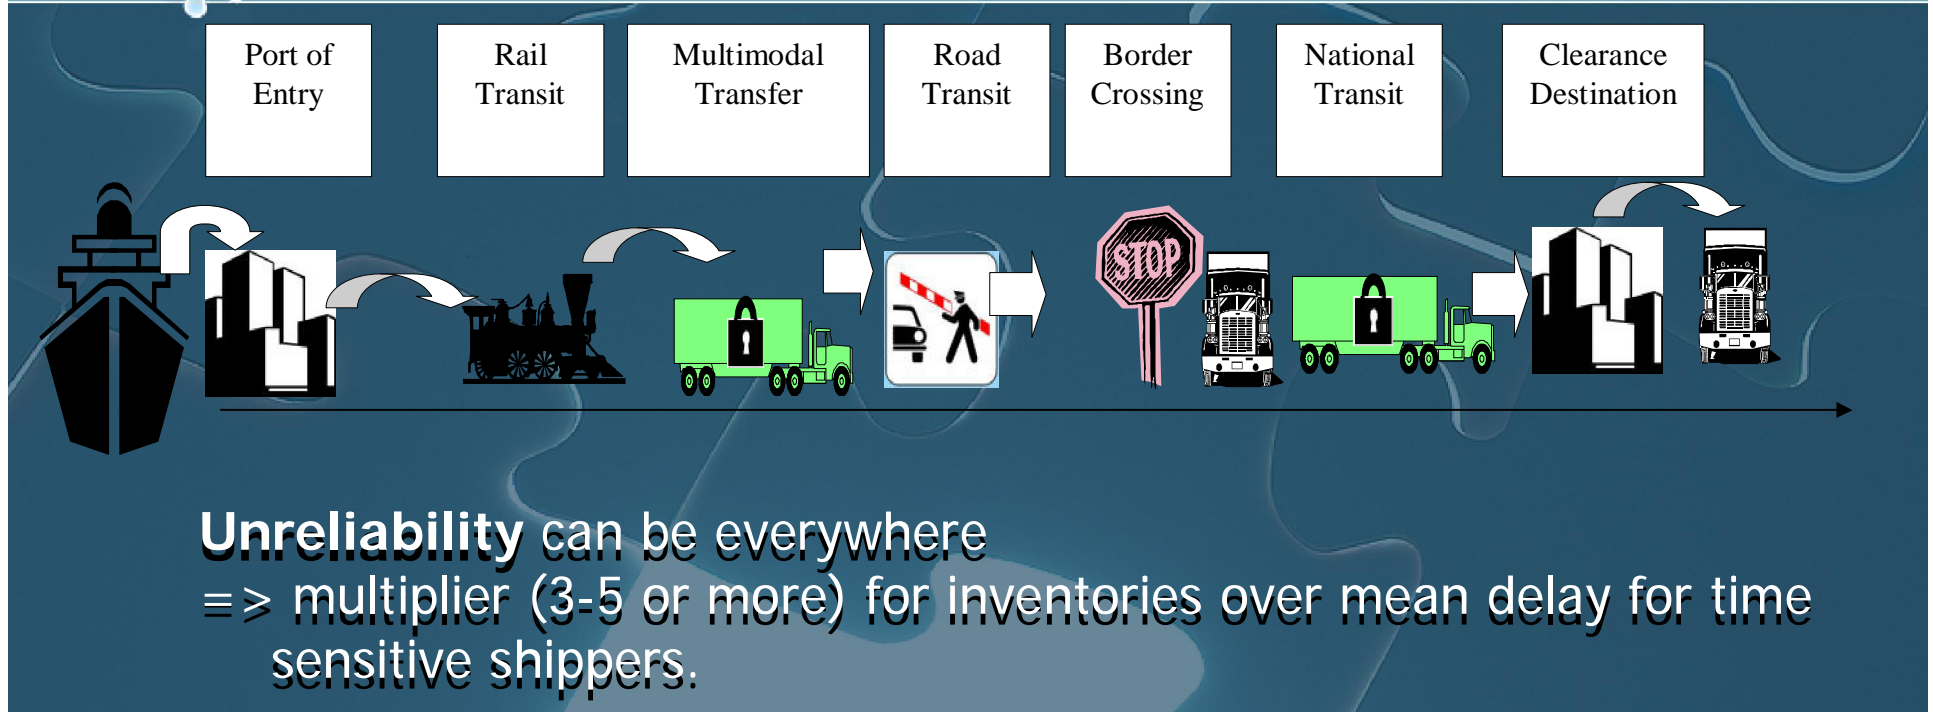 Port of
Entry
Rail
Transit
Multimodal
Transfer
Road
Transit
Border
Crossing
National
Transit
Clearance
Destination
STOP
Unreliability can be everywhere
=> multiplier (3-5 or more) for inventories over mean delay for time
sensitive shippers.